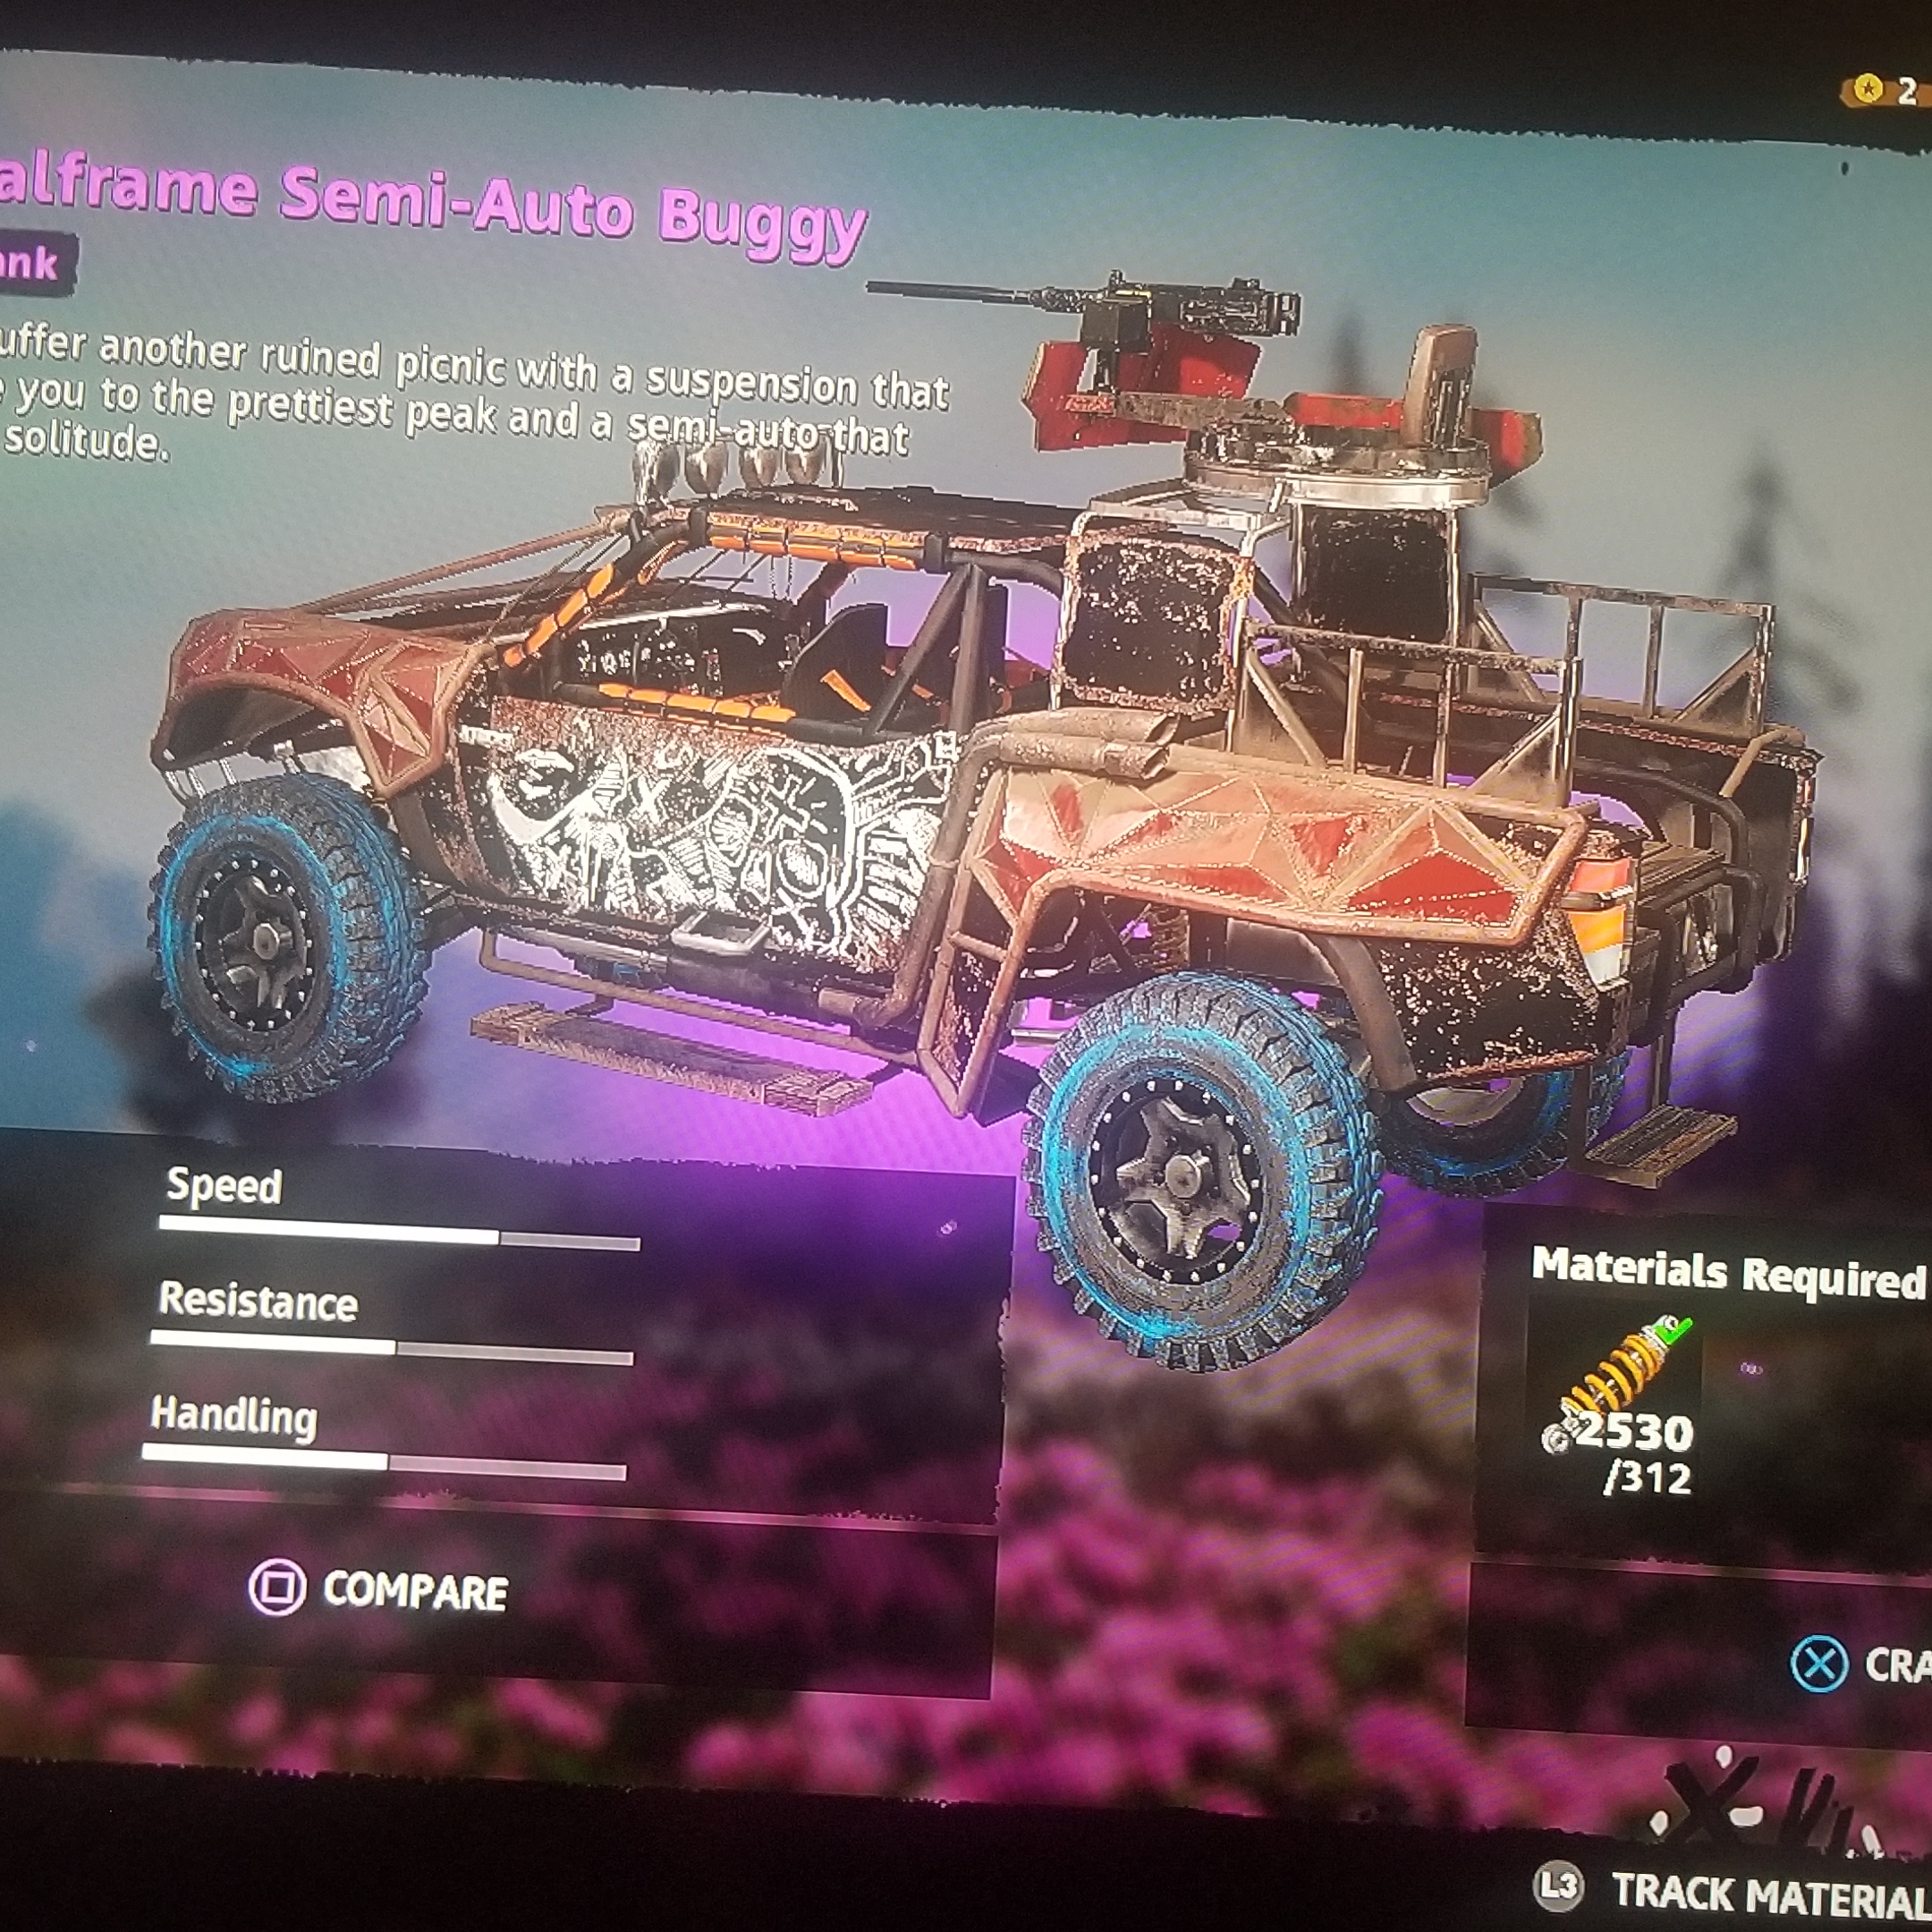 2
alframe Semi-Auto Buggy
ank
uffer another ruined picnic with a suspension that
e you to the prettiest peak and a semi-auto that
solitude.
Speed
Resistance
Handling
COMPARE
Materials Required
2530
/312
CRA
L3 TRACK MATERIAL